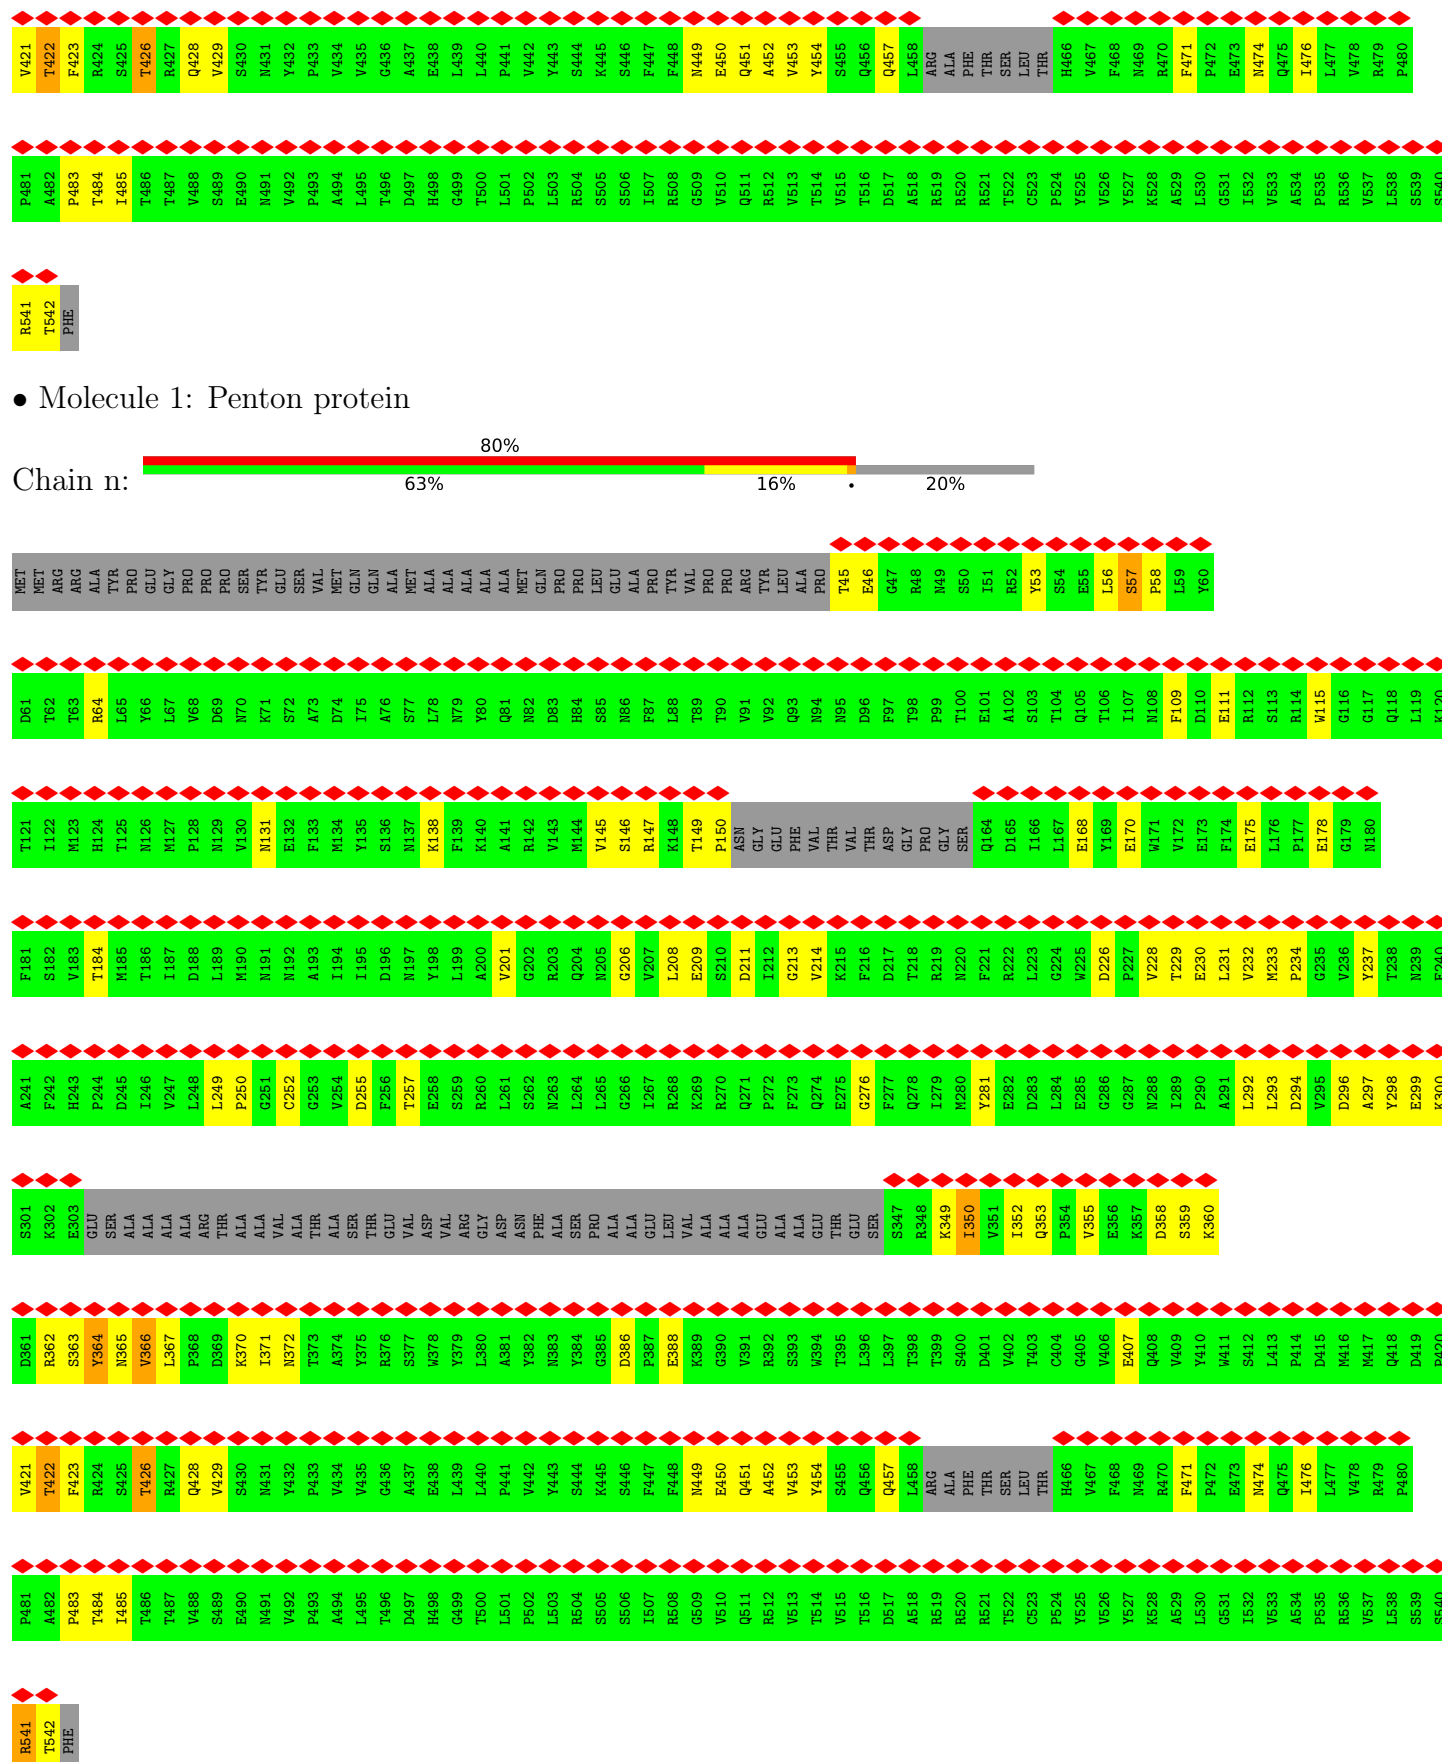 V421 T422 F423 R424 S425 T426 R427 Q428 V429 S430 N431 Y432 P433 V434 V435 G436 A437 E438 L439 L440 P441 V442 Y443 S444 K445 S446 F447 F448 N449 E450 Q451 A452 V453 Y454 S455 Q456 Q457 L458 ARG ALA PHE THR SER LEU THR H466 V467 F468 N469 R470 F471 P472 E473 N474 Q475 I476 L477 V478 R479 P480
P481 A482 P483 T484 I485 T486 T487 V488 S489 E490 N491 V492 P493 A494 L495 T496 D497 H498 G499 T500 L501 P502 L503 R504 S505 S506 I507 R508 G509 V510 Q511 R512 V513 T514 V515 T516 D517 A518 R519 R520 R521 T522 C523 P524 Y525 V526 Y527 K528 A529 L530 G531 I532 V533 A534 P535 R536 V537 L538 S539 S540
R541 T542 PHE
• Molecule 1: Penton protein
80%
Chain n:
63% 16% • 20%
MET MET ARG ARG ALA TYR PRO GLU GLY PRO PRO PRO SER TYR GLU SER VAL MET GLN GLN ALA MET ALA ALA ALA ALA ALA MET GLN PRO PRO LEU GLU ALA PRO TYR VAL PRO PRO ARG TYR LEU ALA PRO T45 E46 G47 R48 N49 S50 I51 R52 Y53 S54 E55 L56 S57 P58 L59 Y60
D61 T62 T63 R64 L65 Y66 L67 V68 D69 N70 K71 S72 A73 D74 I75 A76 S77 L78 N79 Y80 Q81 N82 D83 H84 S85 N86 F87 L88 T89 T90 V91 V92 Q93 N94 N95 D96 F97 T98 P99 T100 E101 A102 S103 T104 Q105 T106 I107 N108 F109 D110 E111 R112 S113 R114 W115 G116 G117 Q118 L119 K120
T121 I122 M123 H124 T125 N126 M127 P128 N129 V130 N131 E132 F133 M134 Y135 S136 N137 K138 F139 K140 A141 R142 V143 M144 V145 S146 R147 K148 T149 P150 ASN GLY GLU PHE VAL THR VAL THR ASP GLY PRO GLY SER Q164 D165 I166 L167 E168 Y169 E170 W171 V172 E173 F174 E175 L176 P177 E178 G179 N180
F181 S182 V183 T184 M185 T186 I187 D188 L189 M190 N191 N192 A193 I194 I195 D196 N197 Y198 L199 A200 V201 G202 R203 Q204 N205 G206 V207 L208 E209 S210 D211 I212 G213 V214 K215 F216 D217 T218 R219 N220 F221 R222 L223 G224 W225 D226 P227 V228 T229 E230 L231 V232 M233 P234 G235 V236 Y237 T238 N239 E240
A241 F242 H243 P244 D245 I246 V247 L248 L249 P250 G251 C252 G253 V254 D255 F256 T257 E258 S259 R260 L261 S262 N263 L264 L265 G266 I267 R268 K269 R270 Q271 P272 F273 Q274 E275 G276 F277 Q278 I279 M280 Y281 E282 D283 L284 E285 G286 G287 N288 I289 P290 A291 L292 L293 D294 V295 D296 A297 Y298 E299 K300
S301 K302 E303 GLU SER ALA ALA ALA ALA ARG THR ALA ALA VAL ALA THR ALA SER THR GLU VAL ASP VAL ARG GLY ASP ASN PHE ALA SER PRO ALA ALA GLU LEU VAL ALA ALA ALA GLU ALA ALA GLU THR GLU SER S347 R348 K349 I350 V351 I352 Q353 P354 V355 E356 K357 D358 S359 K360
D361 R362 S363 Y364 N365 V366 L367 P368 D369 K370 I371 N372 T373 A374 Y375 R376 S377 W378 Y379 L380 A381 Y382 N383 Y384 G385 D386 P387 E388 K389 G390 V391 R392 S393 W394 T395 L396 L397 T398 T399 S400 D401 V402 T403 C404 G405 V406 E407 Q408 V409 Y410 W411 S412 L413 P414 D415 M416 M417 Q418 D419 P420
V421 T422 F423 R424 S425 T426 R427 Q428 V429 S430 N431 Y432 P433 V434 V435 G436 A437 E438 L439 L440 P441 V442 Y443 S444 K445 S446 F447 F448 N449 E450 Q451 A452 V453 Y454 S455 Q456 Q457 L458 ARG ALA PHE THR SER LEU THR H466 V467 F468 N469 R470 F471 P472 E473 N474 Q475 I476 L477 V478 R479 P480
P481 A482 P483 T484 I485 T486 T487 V488 S489 E490 N491 V492 P493 A494 L495 T496 D497 H498 G499 T500 L501 P502 L503 R504 S505 S506 I507 R508 G509 V510 Q511 R512 V513 T514 V515 T516 D517 A518 R519 R520 R521 T522 C523 P524 Y525 V526 Y527 K528 A529 L530 G531 I532 V533 A534 P535 R536 V537 L538 S539 S540
R541 T542 PHE